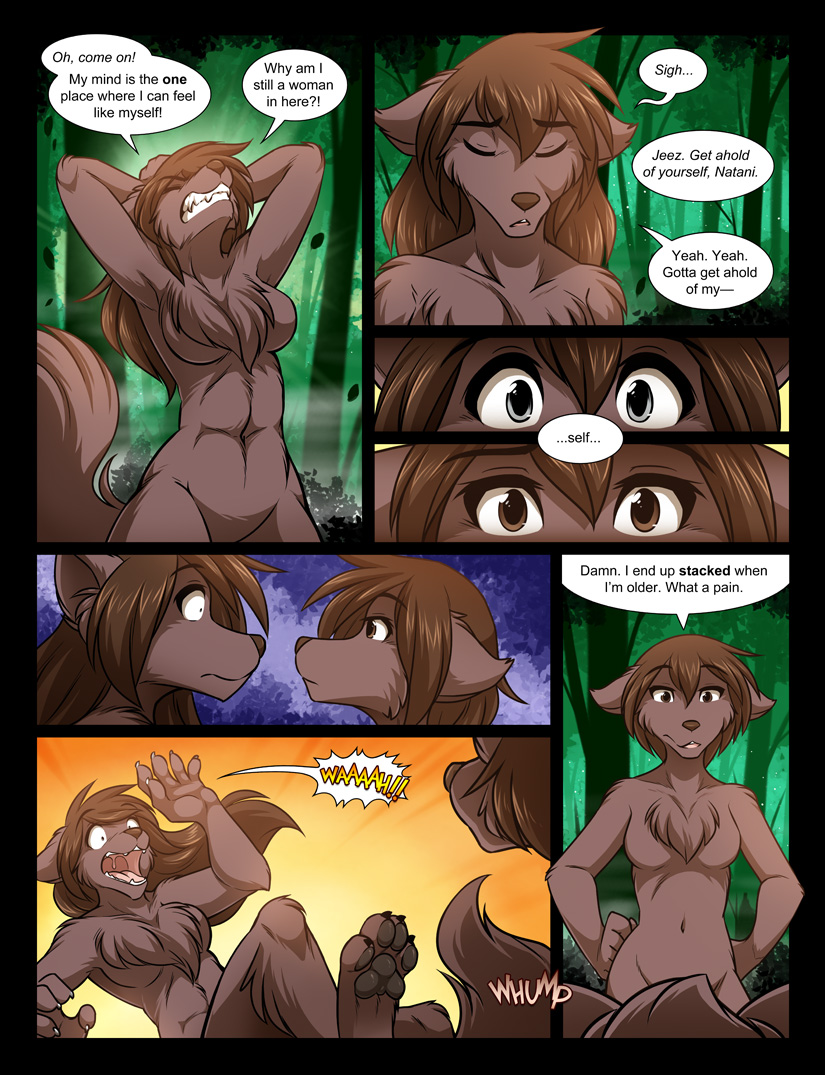 Oh, come on!
My mind is the one
place where I can feel
like myself!
Why am I
still a woman
in here?!
Sigh...
Jeez. Get ahold
of yourself, Natani.
Yeah. Yeah.
Gotta get ahold
of my—
...self...
Damn. I end up stacked when
I'm older. What a pain.
WAAAAH!!
WHUMP